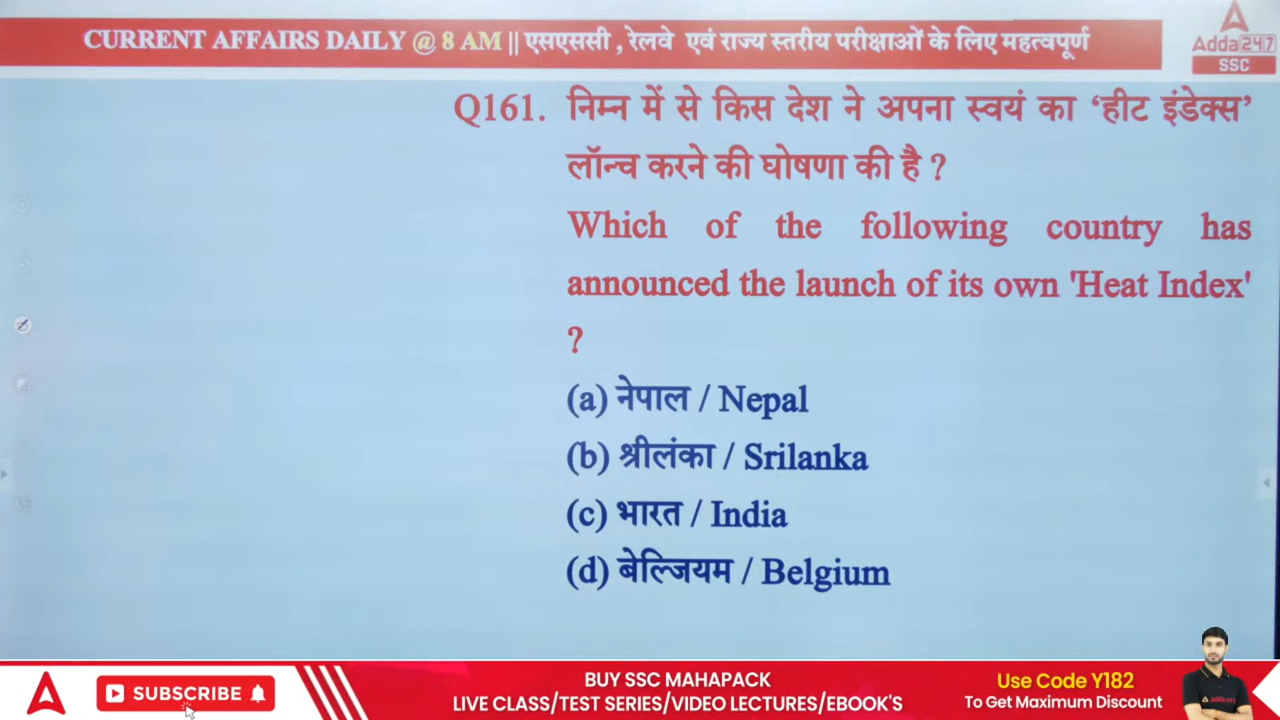 CURRENT AFFAIRS DAILY @ 8 AM || एसएससी , रेलवे एवं राज्य स्तरीय परीक्षाओं के लिए महत्वपूर्ण
Adda247
SSC
Q161. निम्न में से किस देश ने अपना स्वयं का ‘हीट इंडेक्स’
लॉन्च करने की घोषणा की है ?
Which of the following country has
announced the launch of its own 'Heat Index'
?
(a) नेपाल / Nepal
(b) श्रीलंका / Srilanka
(c) भारत / India
(d) बेल्जियम / Belgium
SUBSCRIBE
BUY SSC MAHAPACK
LIVE CLASS/TEST SERIES/VIDEO LECTURES/EBOOK'S
Use Code Y182
To Get Maximum Discount